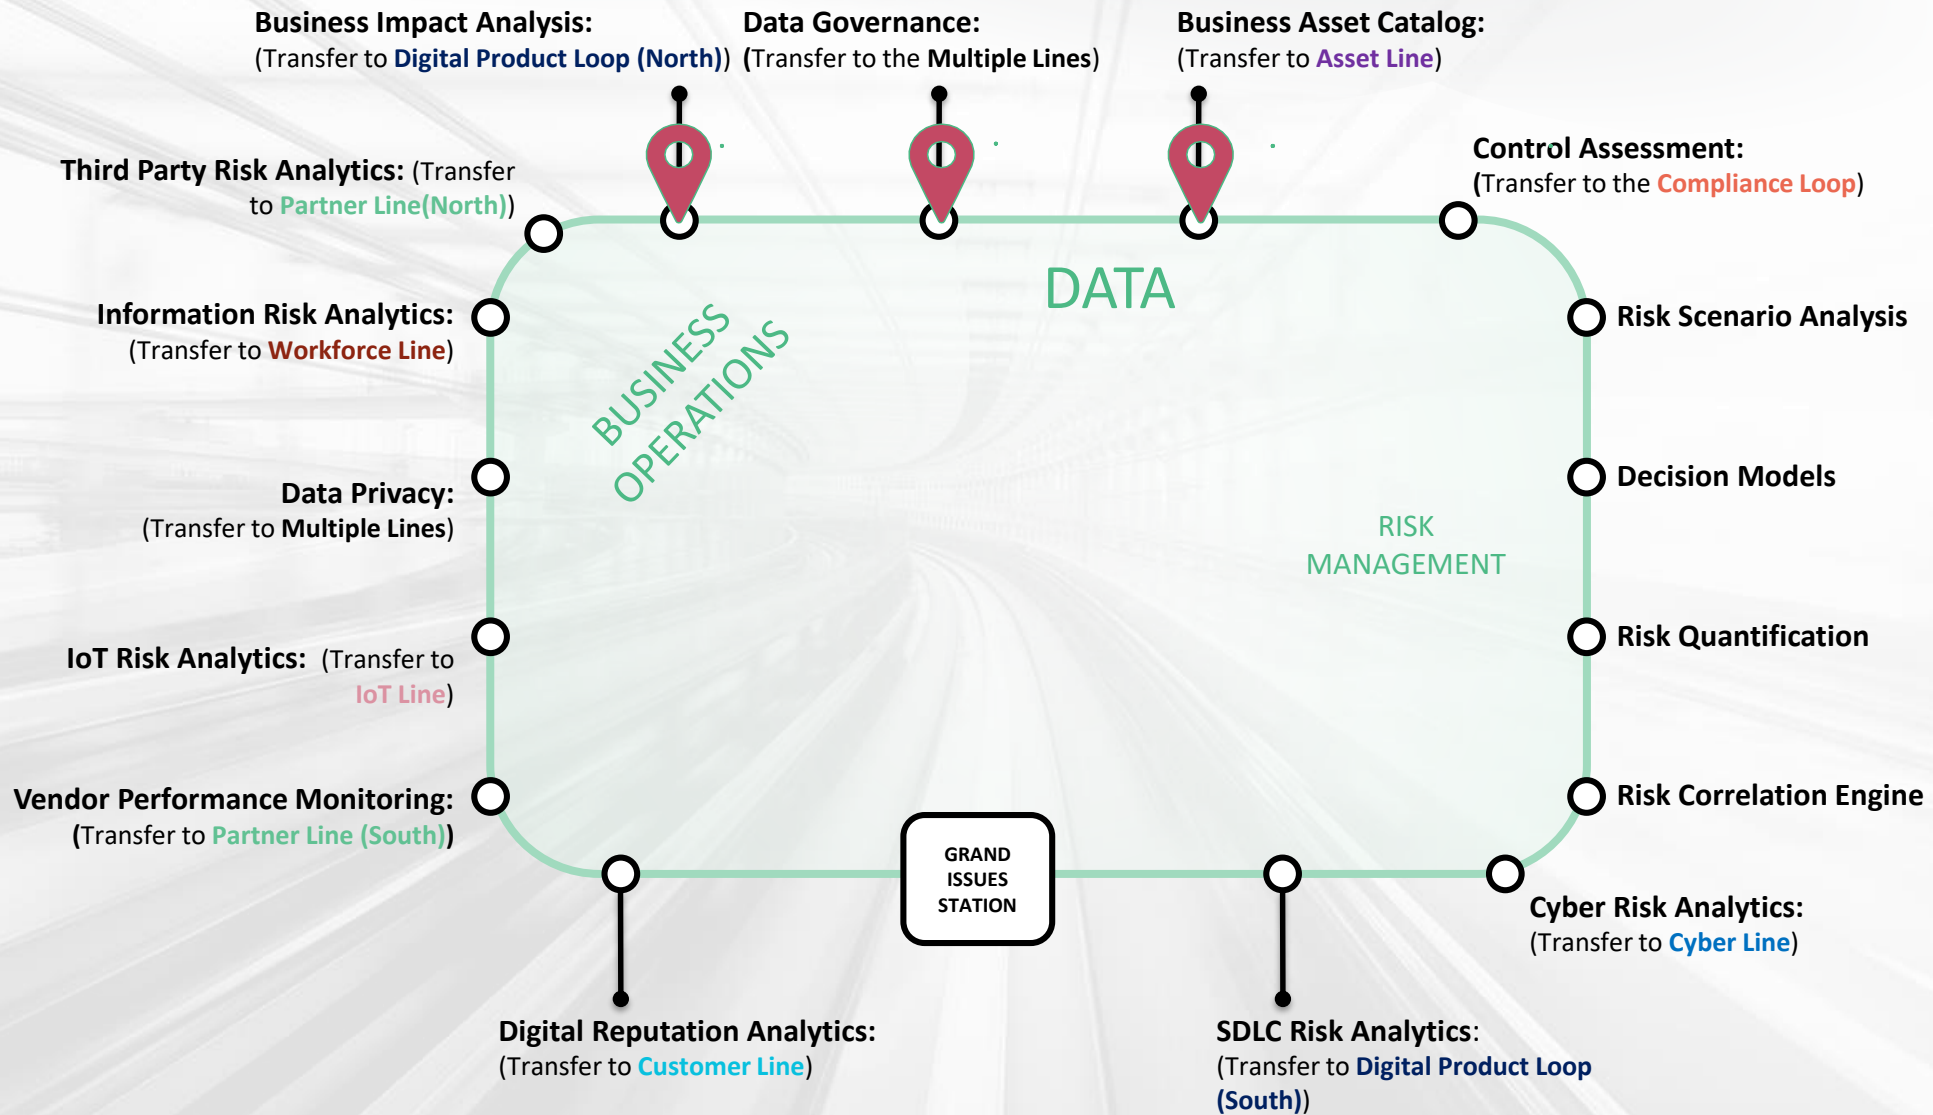 Business Impact Analysis:
(Transfer to Digital Product Loop (North))
Data Governance:
(Transfer to the Multiple Lines)
Business Asset Catalog:
(Transfer to Asset Line)
Third Party Risk Analytics: (Transfer
to Partner Line(North))
Control Assessment:
(Transfer to the Compliance Loop)
Information Risk Analytics:
(Transfer to Workforce Line)
Data Privacy:
(Transfer to Multiple Lines)
IoT Risk Analytics: (Transfer to
IoT Line)
Vendor Performance Monitoring:
(Transfer to Partner Line (South))
DATA
BUSINESS
OPERATIONS
RISK
MANAGEMENT
Risk Scenario Analysis
Decision Models
Risk Quantification
Risk Correlation Engine
GRAND
ISSUES
STATION
Cyber Risk Analytics:
(Transfer to Cyber Line)
Digital Reputation Analytics:
(Transfer to Customer Line)
SDLC Risk Analytics:
(Transfer to Digital Product Loop
(South))